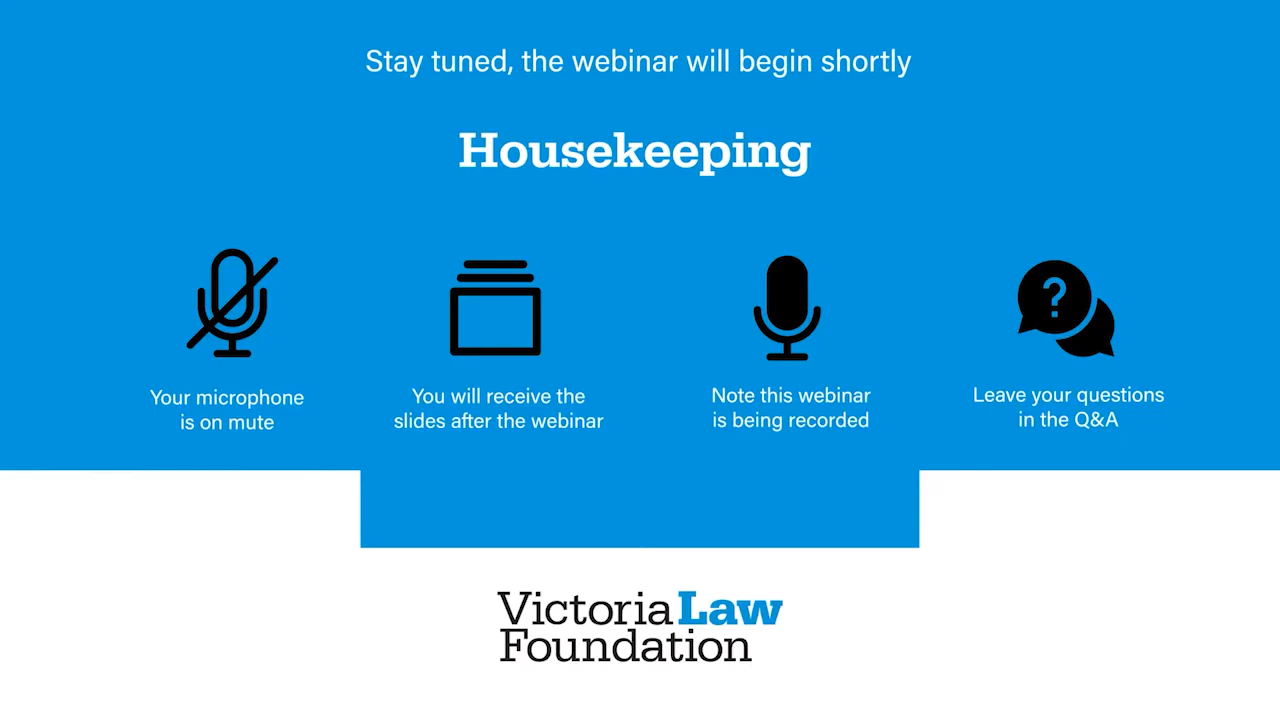 Stay tuned, the webinar will begin shortly
Housekeeping
Your microphone
is on mute
You will receive the
slides after the webinar
Note this webinar
is being recorded
?
Leave your questions
in the Q&A
Victoria Law
Foundation